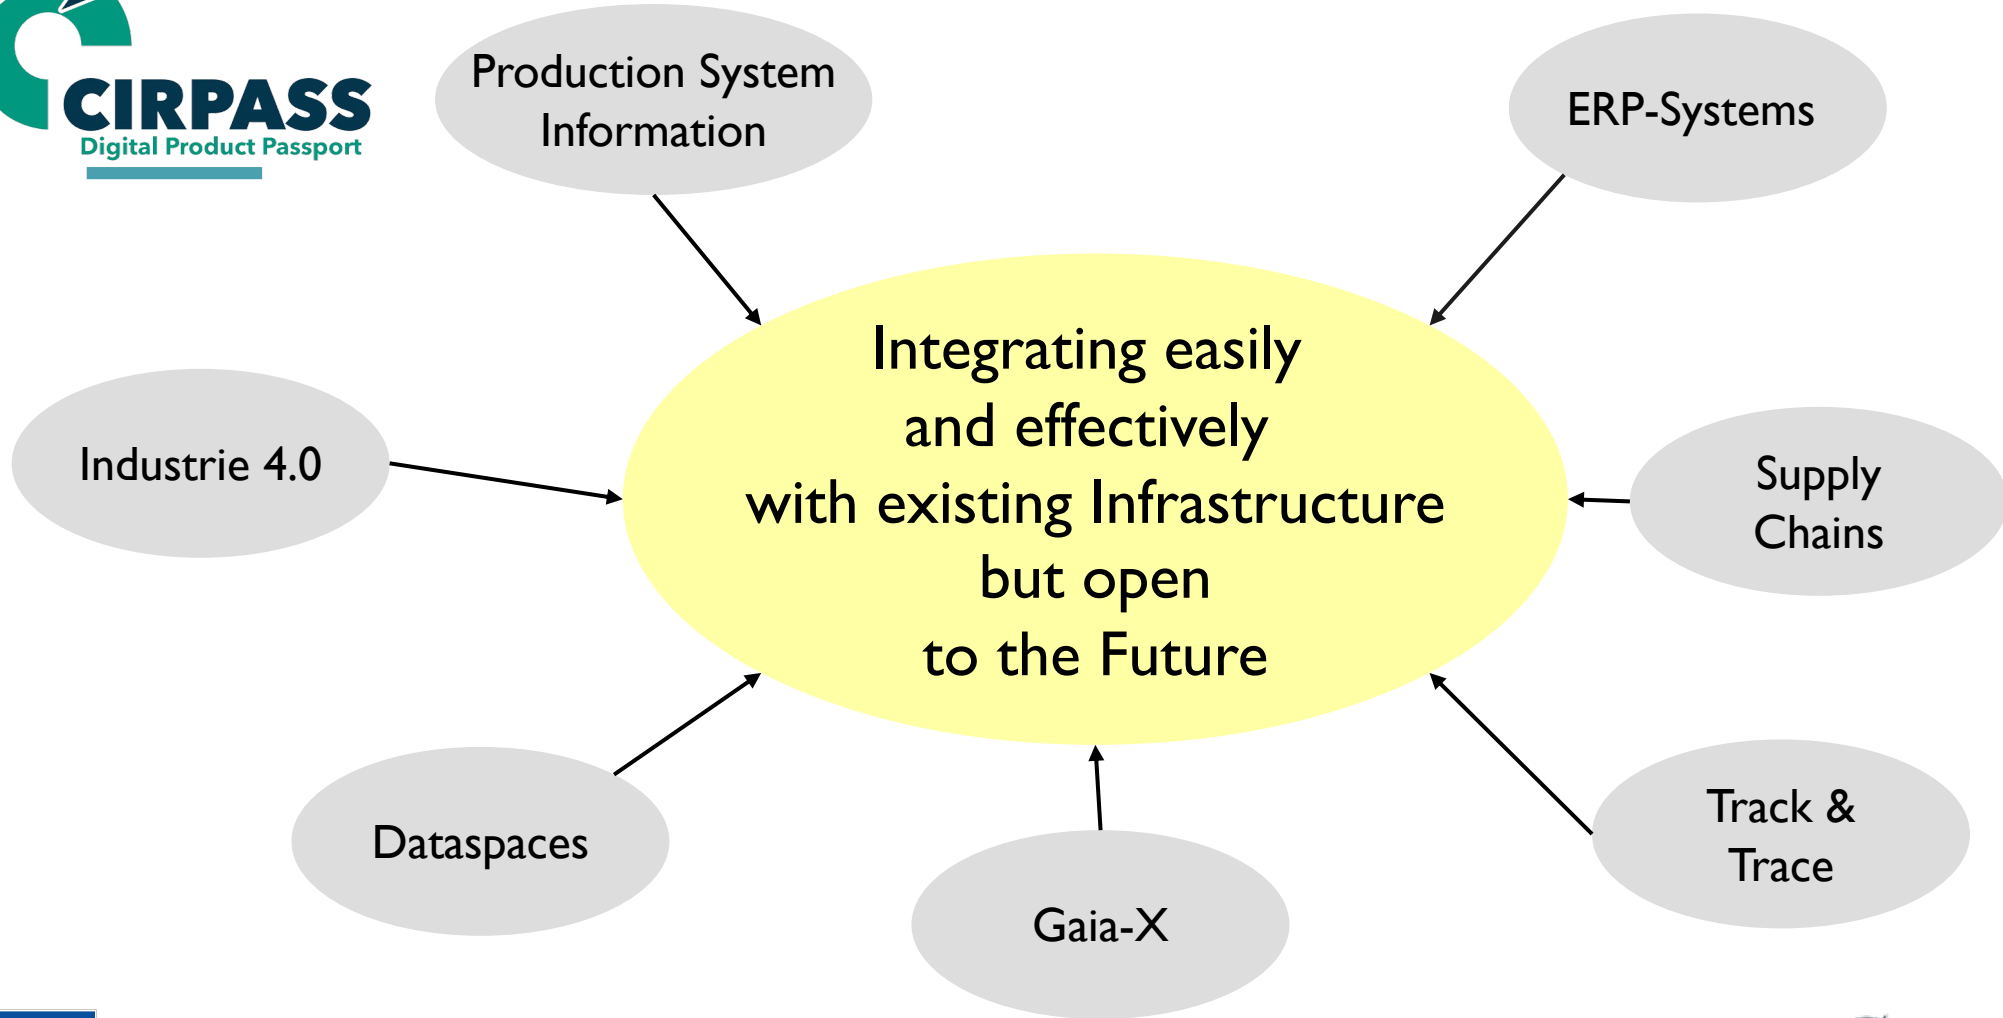 CIRPASS
Digital Product Passport
Production System
Information
ERP-Systems
Integrating easily
and effectively
with existing Infrastructure
but open
to the Future
Industrie 4.0
Supply
Chains
Dataspaces
Gaia-X
Track &
Trace